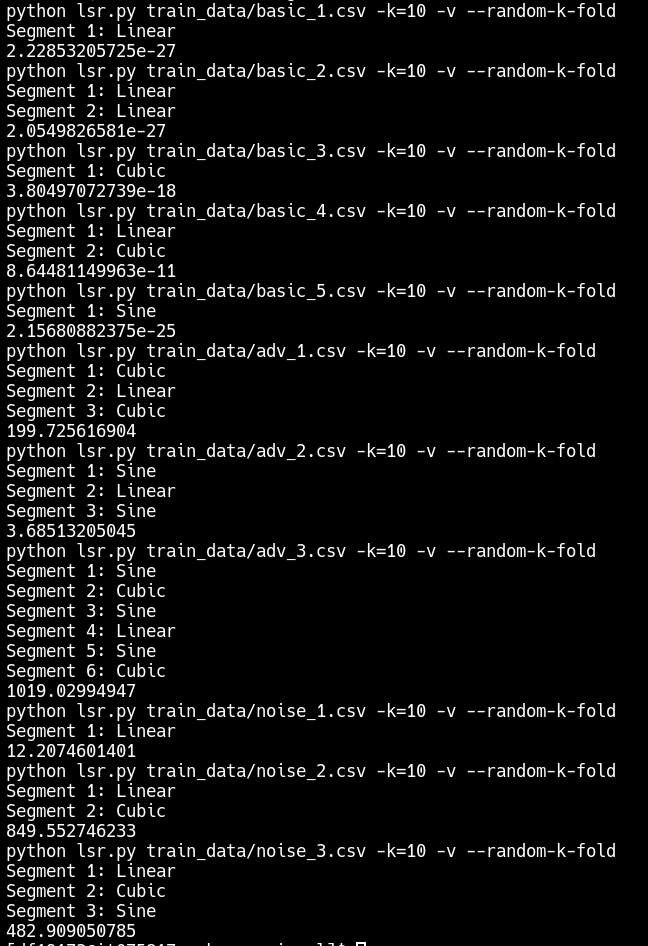 python lsr.py train_data/basic_1.csv -k=10 -v --random-k-fold
Segment 1: Linear
2.22853205725e-27
python lsr.py train_data/basic_2.csv -k=10 -v --random-k-fold
Segment 1: Linear
Segment 2: Linear
2.0549826581e-27
python lsr.py train_data/basic_3.csv -k=10 -v --random-k-fold
Segment 1: Cubic
3.80497072739e-18
python lsr.py train_data/basic_4.csv -k=10 -v --random-k-fold
Segment 1: Linear
Segment 2: Cubic
8.64481149963e-11
python lsr.py train_data/basic_5.csv -k=10 -v --random-k-fold
Segment 1: Sine
2.15680882375e-25
python lsr.py train_data/adv_1.csv -k=10 -v --random-k-fold
Segment 1: Cubic
Segment 2: Linear
Segment 3: Cubic
199.725616904
python lsr.py train_data/adv_2.csv -k=10 -v --random-k-fold
Segment 1: Sine
Segment 2: Linear
Segment 3: Sine
3.68513205045
python lsr.py train_data/adv_3.csv -k=10 -v --random-k-fold
Segment 1: Sine
Segment 2: Cubic
Segment 3: Sine
Segment 4: Linear
Segment 5: Sine
Segment 6: Cubic
1019.02994947
python lsr.py train_data/noise_1.csv -k=10 -v --random-k-fold
Segment 1: Linear
12.2074601401
python lsr.py train_data/noise_2.csv -k=10 -v --random-k-fold
Segment 1: Linear
Segment 2: Cubic
849.552746233
python lsr.py train_data/noise_3.csv -k=10 -v --random-k-fold
Segment 1: Linear
Segment 2: Cubic
Segment 3: Sine
482.909050785